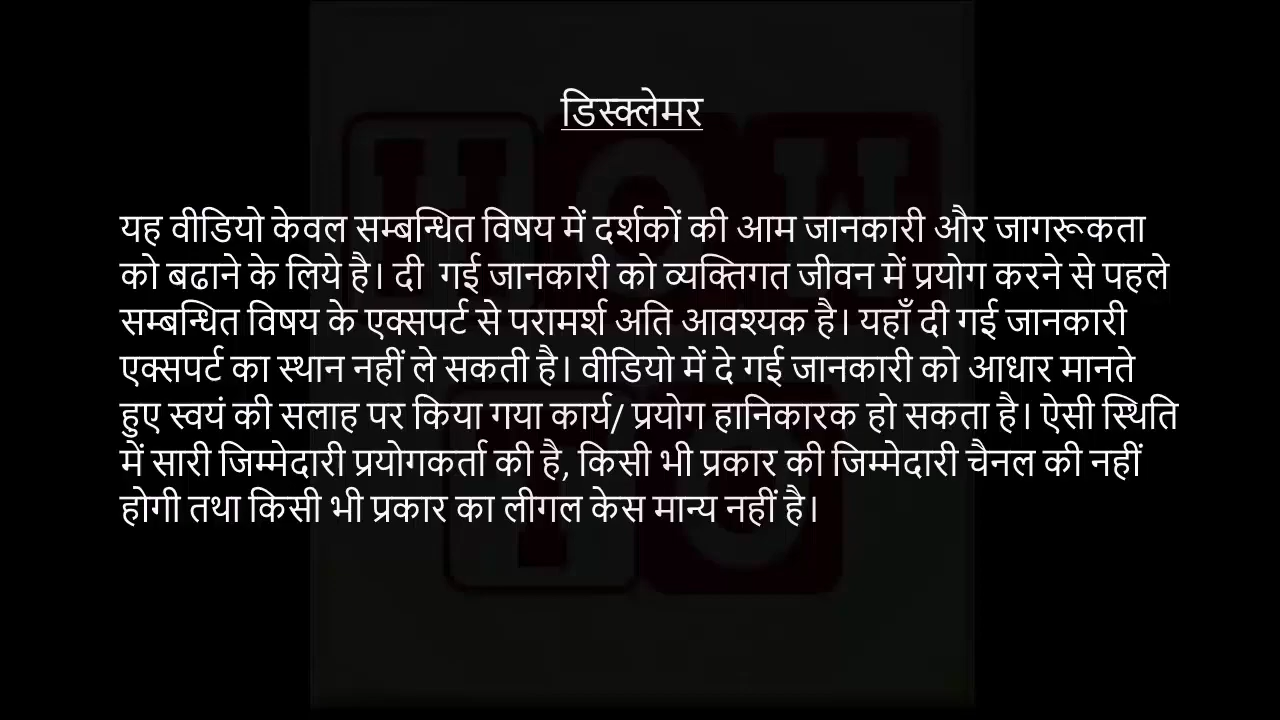 डिस्क्लेमर
यह वीडियो केवल सम्बन्धित विषय में दर्शकों की आम जानकारी और जागरूकता
को बढाने के लिये है। दी गई जानकारी को व्यक्तिगत जीवन में प्रयोग करने से पहले
सम्बन्धित विषय के एक्सपर्ट से परामर्श अति आवश्यक है। यहाँ दी गई जानकारी
एक्सपर्ट का स्थान नहीं ले सकती है। वीडियो में दे गई जानकारी को आधार मानते
हुए स्वयं की सलाह पर किया गया कार्य/ प्रयोग हानिकारक हो सकता है। ऐसी स्थिति
में सारी जिम्मेदारी प्रयोगकर्ता की है, किसी भी प्रकार की जिम्मेदारी चैनल की नहीं
होगी तथा किसी भी प्रकार का लीगल केस मान्य नहीं है।
HOW
TO